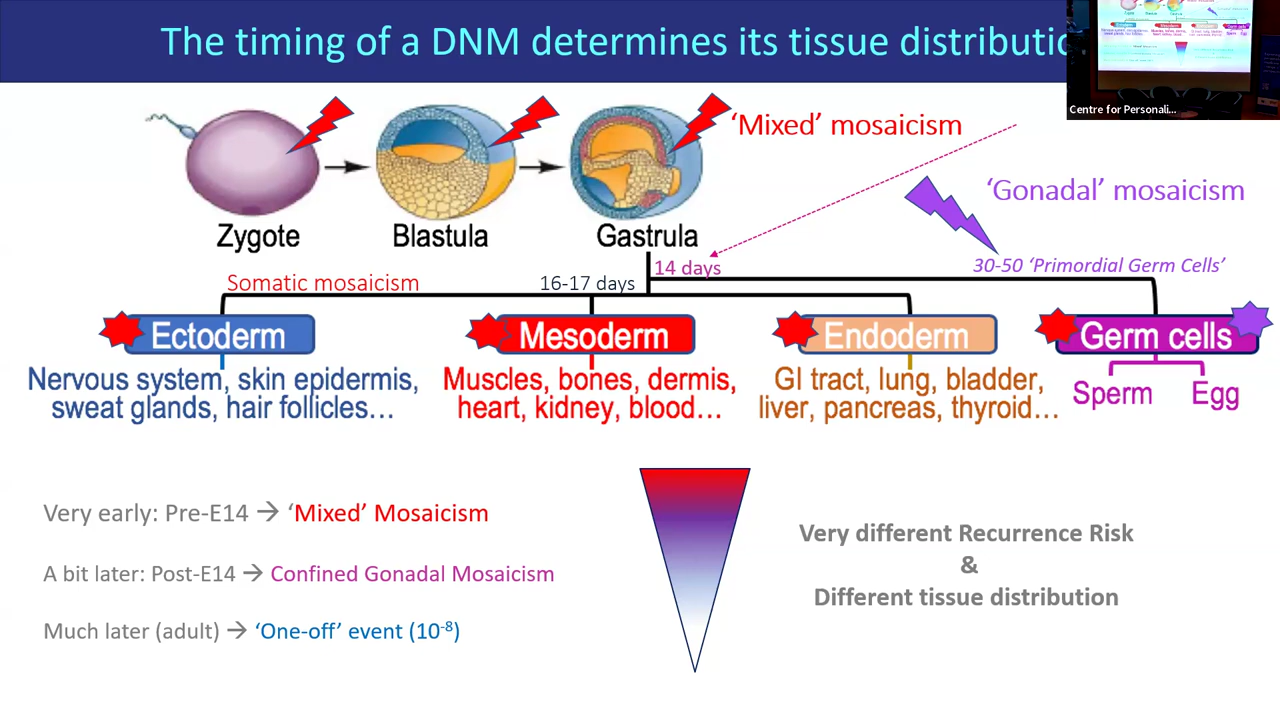 The timing of a DNM determines its tissue distributio
Centre for Personali...
'Mixed' mosaicism
'Gonadal' mosaicism
Zygote
Blastula
Gastrula
14 days
30-50 'Primordial Germ Cells'
Somatic mosaicism
16-17 days
Ectoderm
Mesoderm
Endoderm
Germ cells
Nervous system, skin epidermis,
sweat glands, hair follicles...
Muscles, bones, dermis,
heart, kidney, blood...
GI tract, lung, bladder,
liver, pancreas, thyroid...
Sperm
Egg
Very early: Pre-E14 → 'Mixed' Mosaicism
A bit later: Post-E14 → Confined Gonadal Mosaicism
Much later (adult) → 'One-off' event (10⁻⁸)
Very different Recurrence Risk
&
Different tissue distribution